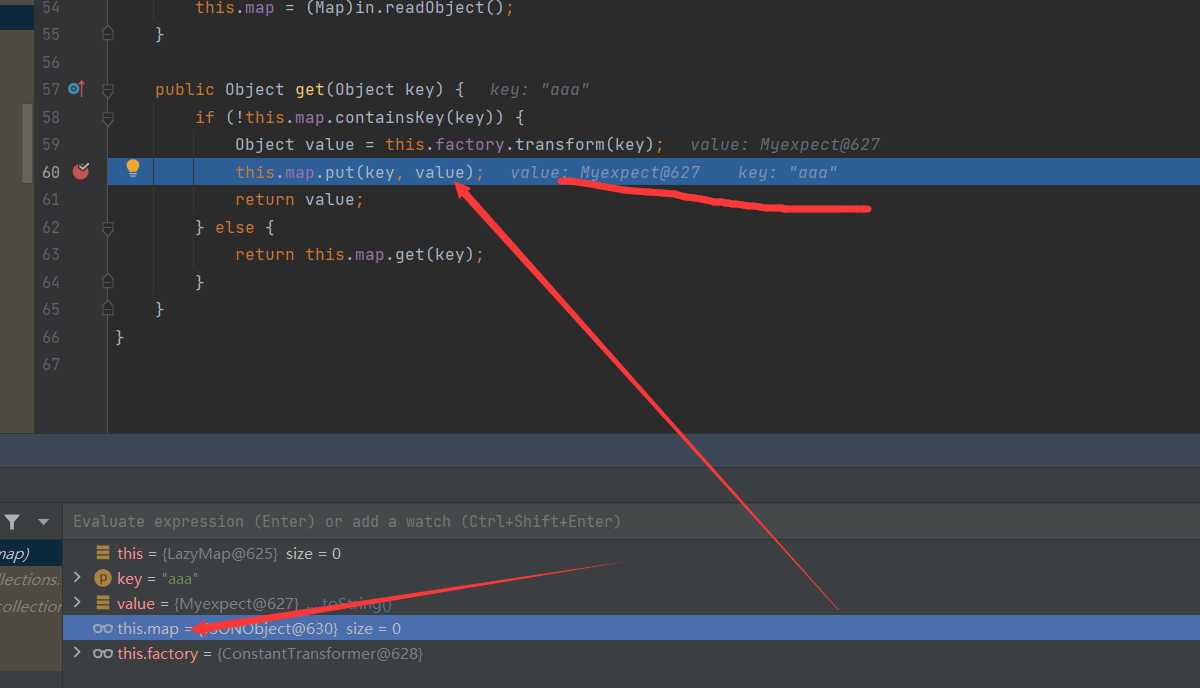 54 this.map = (Map)in.readObject();
55 }
56
57 public Object get(Object key) { key: "aaa"
58 if (!this.map.containsKey(key)) {
59 Object value = this.factory.transform(key); value: Myexpect@627
60 this.map.put(key, value); value: Myexpect@627 key: "aaa"
61 return value;
62 } else {
63 return this.map.get(key);
64 }
65 }
66 }
67
Evaluate expression (Enter) or add a watch (Ctrl+Shift+Enter)
map) this = {LazyMap@625} size = 0
llections. p key = "aaa"
collection value = {Myexpect@627} ... toString()
this.map = {JSONObject@630} size = 0
this.factory = {ConstantTransformer@628}